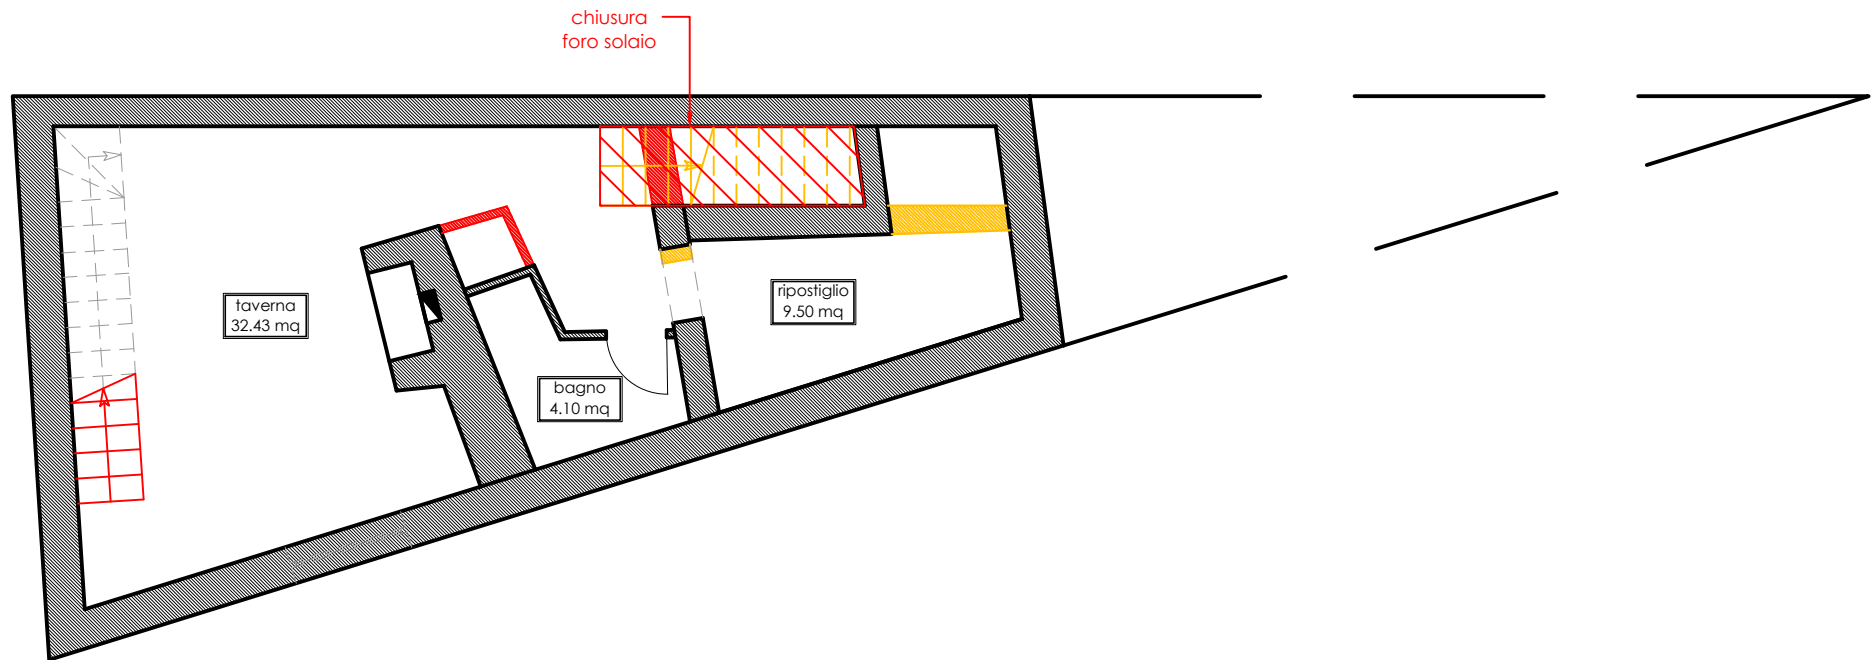 chiusura
foro solaio
taverna
32.43 mq
ripostiglio
9.50 mq
bagno
4.10 mq